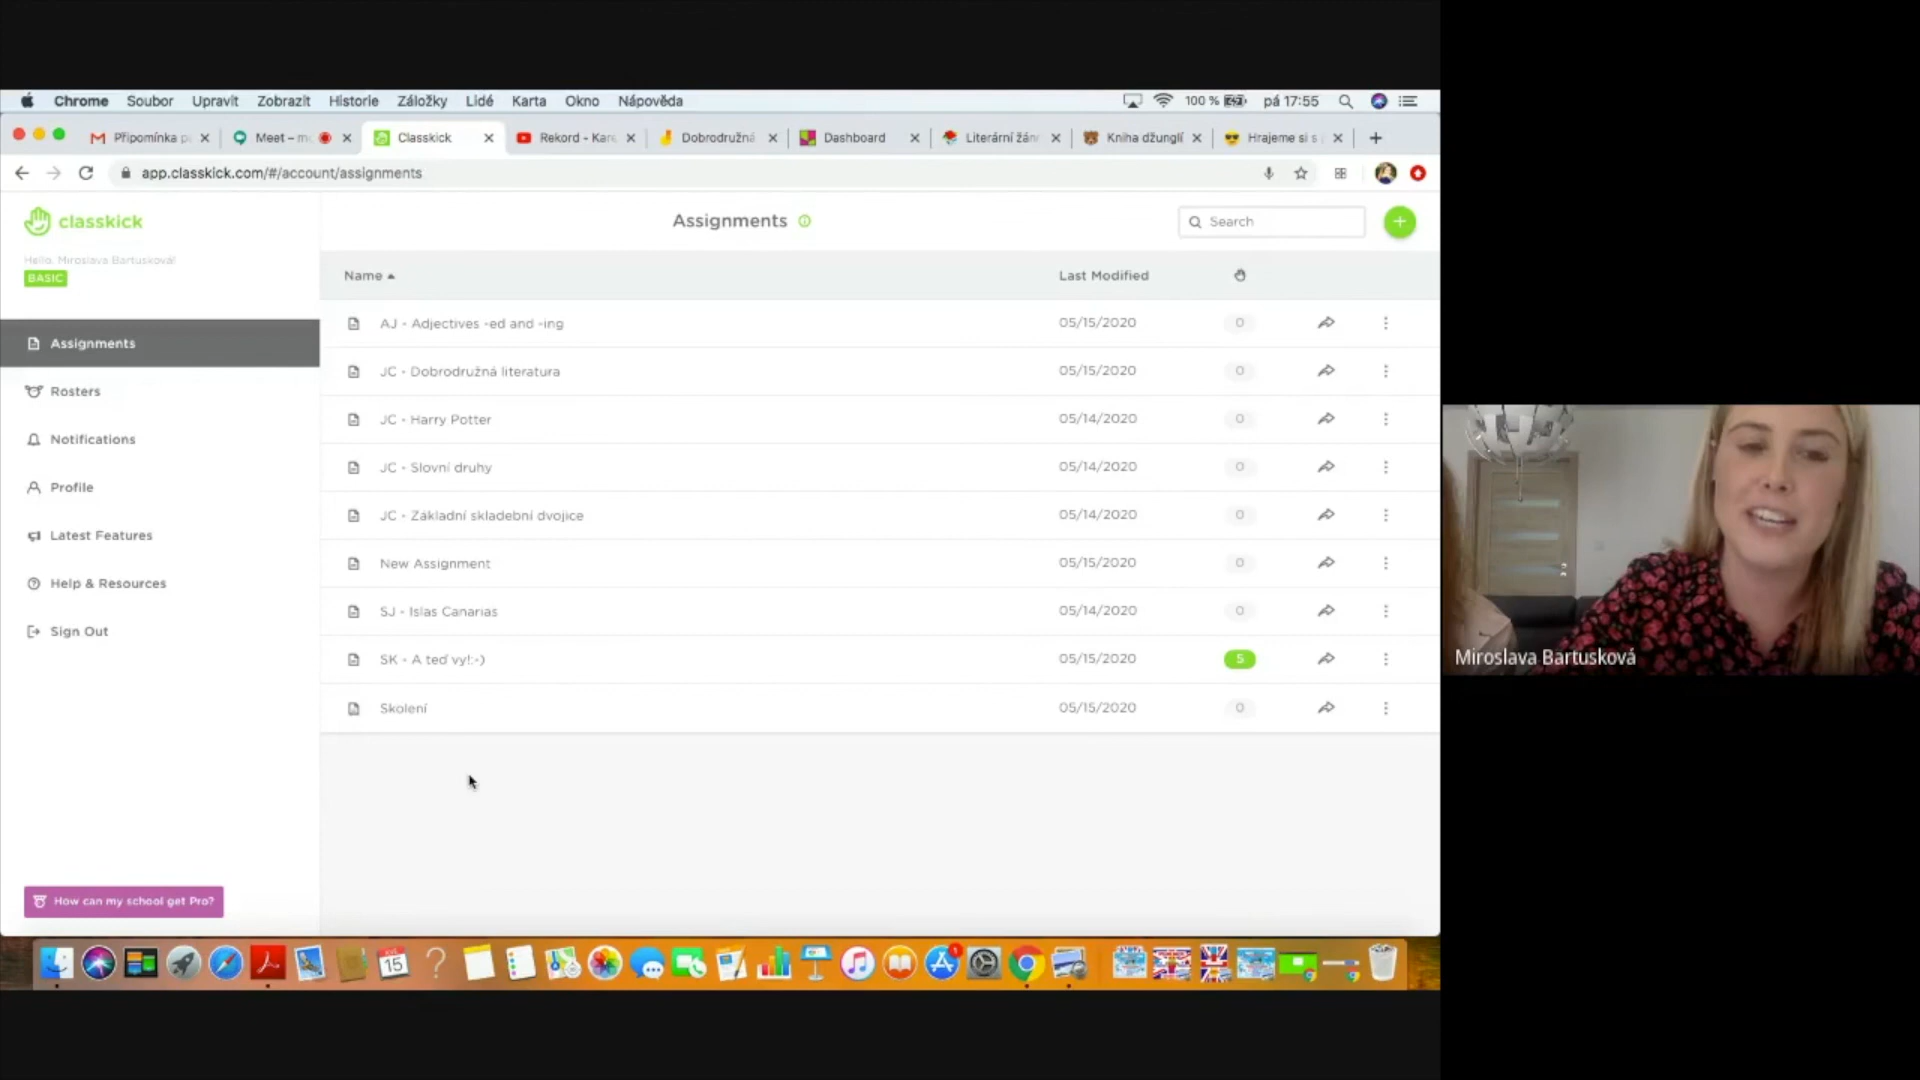 Chrome Soubor Upravit Zobrazit Historie Záložky Lidé Karta Okno Nápověda 100 % pá 17:55
Připomínka p Meet – m Classkick Rekord - Kar Dobrodružná Dashboard Literární žán Kniha džunglí Hrajeme si s
app.classkick.com/#/account/assignments
classkick
Assignments
Search
Hello, Miroslava Bartusková!
BASIC
Name Last Modified
AJ - Adjectives -ed and -ing 05/15/2020 0
Assignments
JC - Dobrodružná literatura 05/15/2020 0
Rosters
JC - Harry Potter 05/14/2020 0
Notifications
JC - Slovní druhy 05/14/2020 0
Profile
JC - Základní skladební dvojice 05/14/2020 0
Latest Features
New Assignment 05/15/2020 0
Help & Resources
SJ - Islas Canarias 05/14/2020 0
Sign Out
SK - A teď vy!:-) 05/15/2020 5
Skolení 05/15/2020 0
How can my school get Pro?
15
1
Miroslava Bartusková